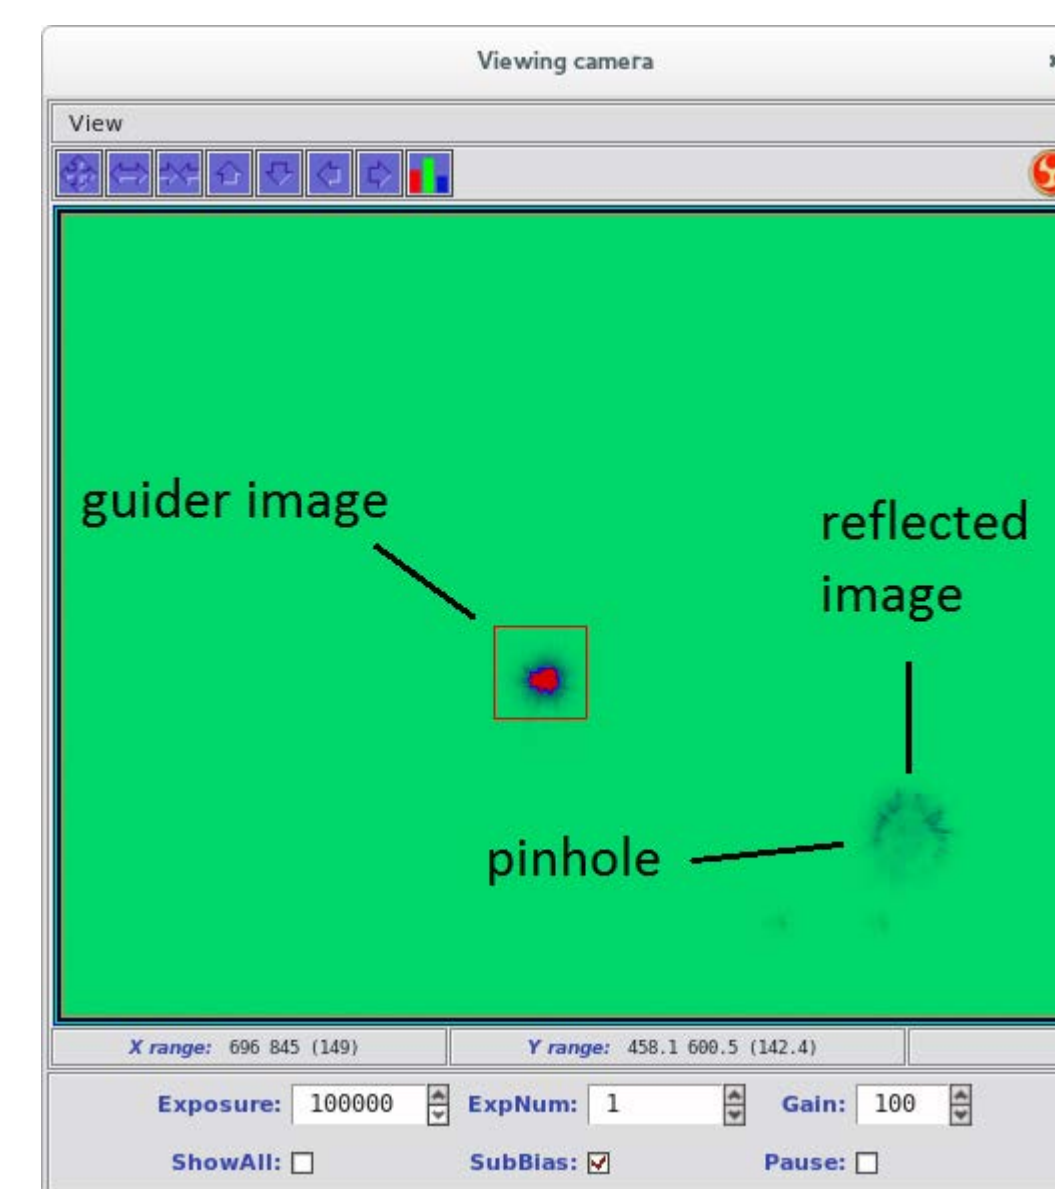 Viewing camera
View
guider image
reflected
image
pinhole
X range: 696 845 (149)
Y range: 458.1 600.5 (142.4)
Exposure: 100000
ExpNum: 1
Gain: 100
ShowAll:
SubBias:
Pause: